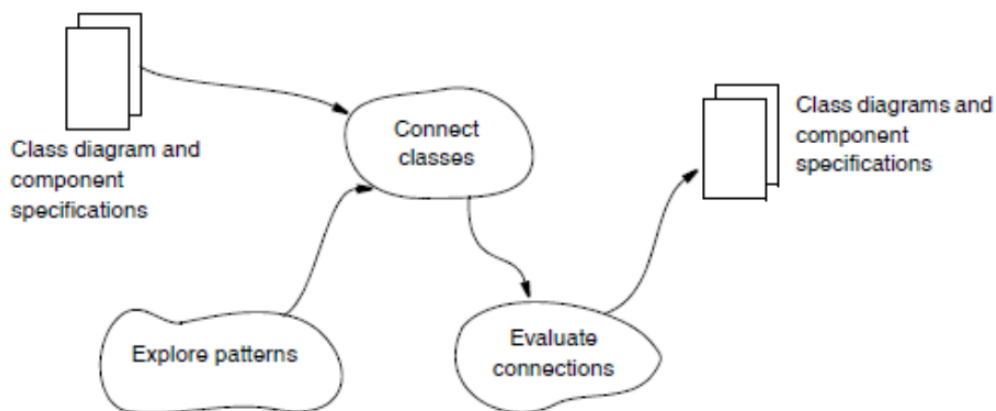 Class diagram and
component
specifications
Connect
classes
Class diagrams and
component
specifications
Explore patterns
Evaluate
connections